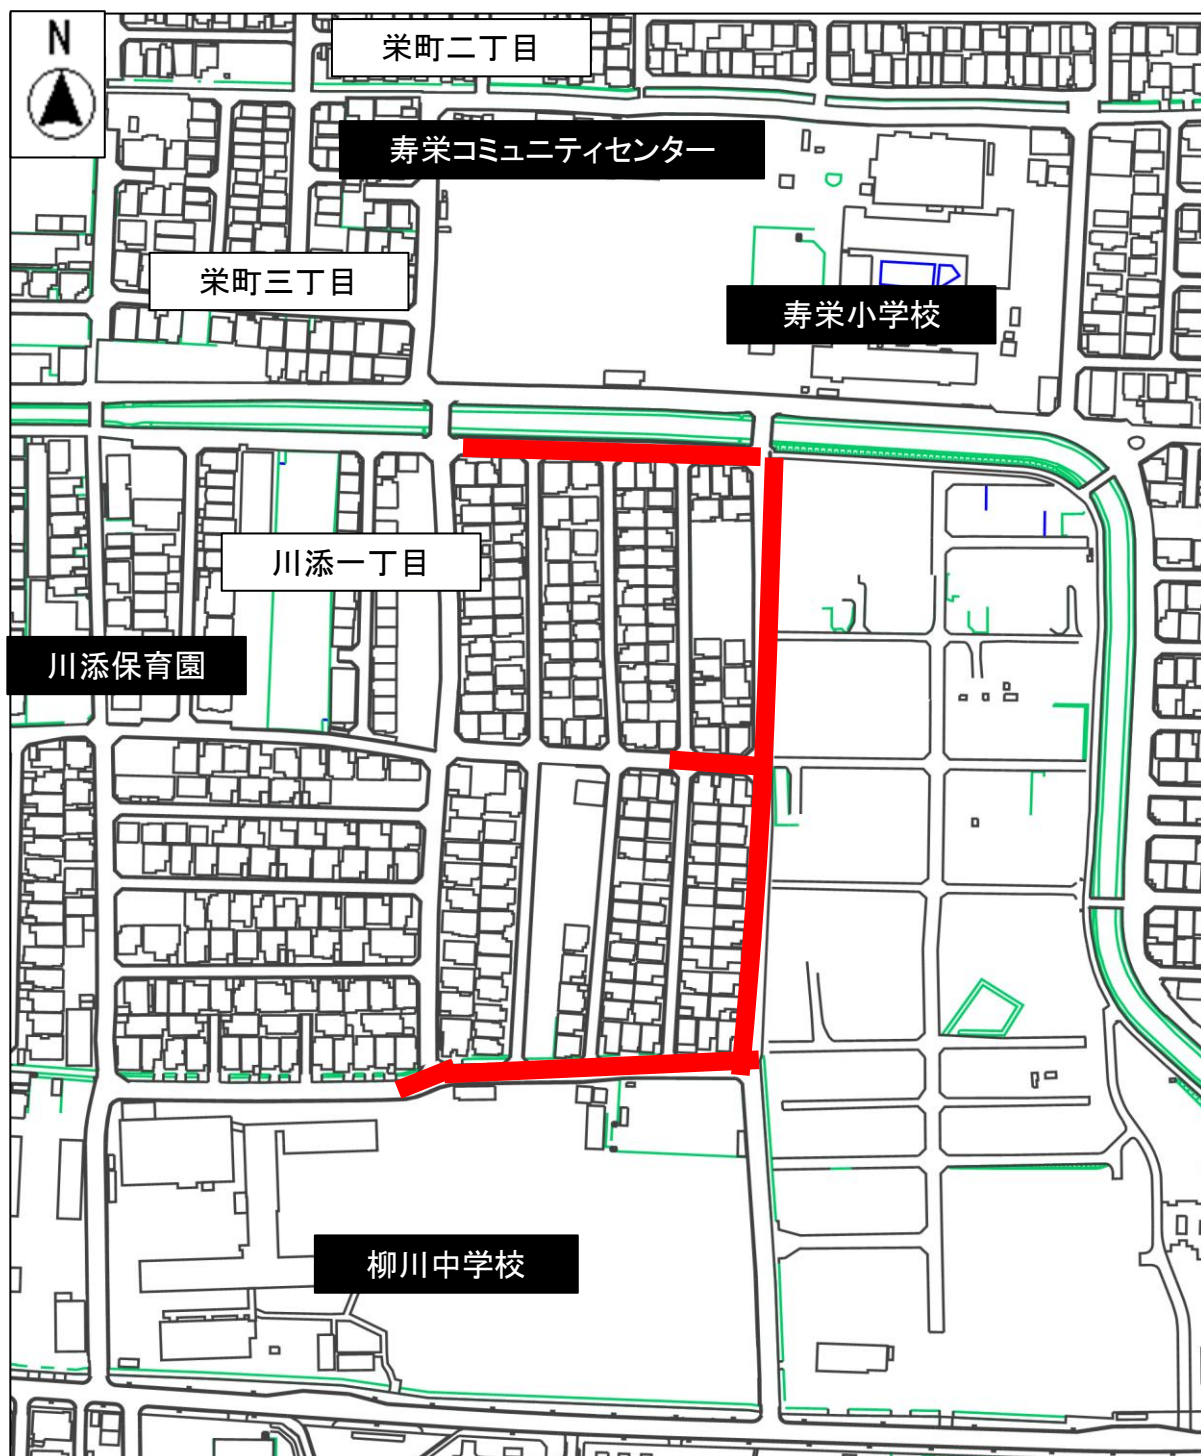 N
栄町二丁目
寿栄コミュニティセンター
栄町三丁目
寿栄小学校
川添一丁目
川添保育園
柳川中学校